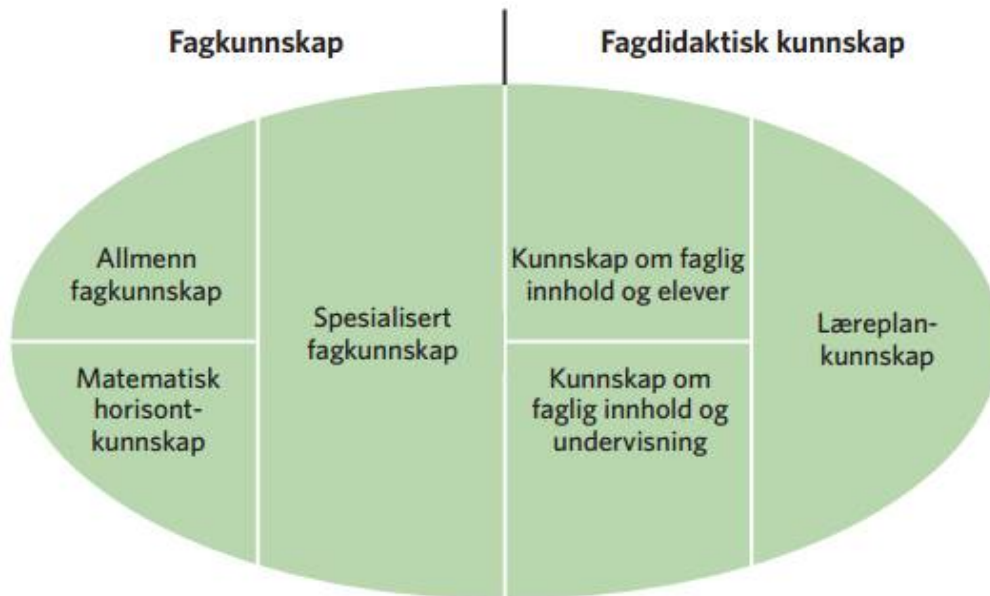 Fagkunnskap
Fagdidaktisk kunnskap
Allmenn
fagkunnskap
Matematisk
horisont-
kunnskap
Spesialisert
fagkunnskap
Kunnskap om faglig
innhold og elever
Kunnskap om
faglig innhold og
undervisning
Læreplan-
kunnskap